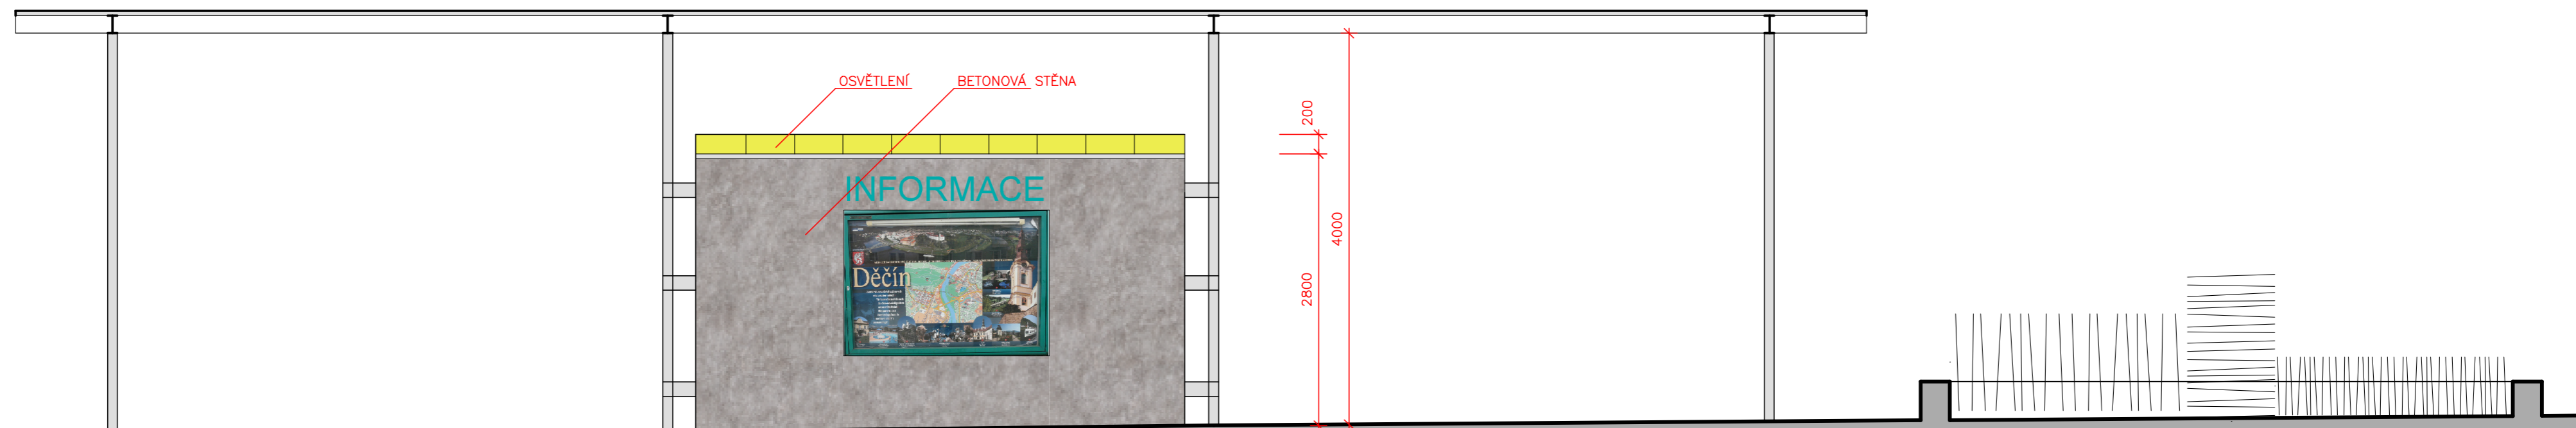 OSVĚTLENÍ
BETONOVÁ STĚNA
200
4000
2800
INFORMACE
Děčín